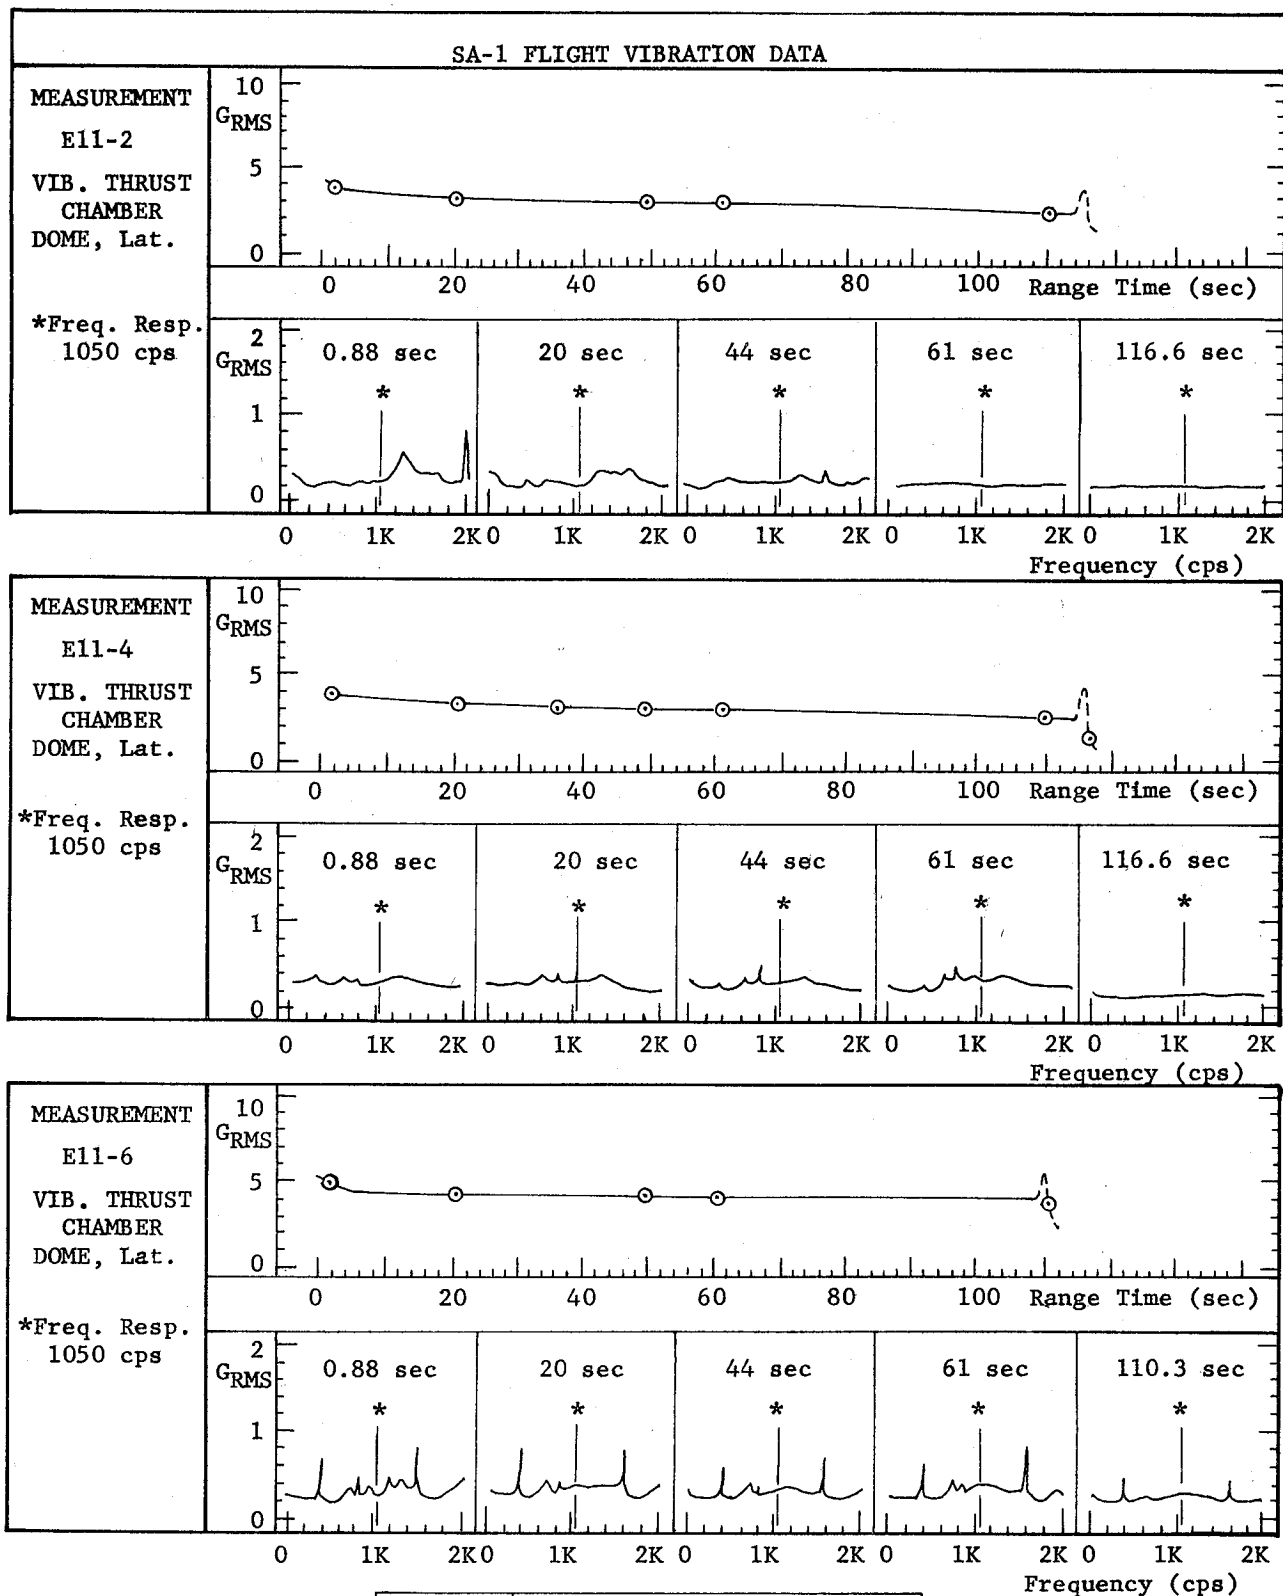 SA-1 FLIGHT VIBRATION DATA
MEASUREMENT
E11-2
VIB. THRUST
CHAMBER
DOME, Lat.
*Freq. Resp.
1050 cps
10
GRMS
5
0
0 20 40 60 80 100 Range Time (sec)
2
GRMS
1
0
0.88 sec 20 sec 44 sec 61 sec 116.6 sec
* * * * *
0 1K 2K 0 1K 2K 0 1K 2K 0 1K 2K 0 1K 2K
Frequency (cps)
MEASUREMENT
E11-4
VIB. THRUST
CHAMBER
DOME, Lat.
*Freq. Resp.
1050 cps
10
GRMS
5
0
0 20 40 60 80 100 Range Time (sec)
2
GRMS
1
0
0.88 sec 20 sec 44 sec 61 sec 116.6 sec
* * * * *
0 1K 2K 0 1K 2K 0 1K 2K 0 1K 2K 0 1K 2K
Frequency (cps)
MEASUREMENT
E11-6
VIB. THRUST
CHAMBER
DOME, Lat.
*Freq. Resp.
1050 cps
10
GRMS
5
0
0 20 40 60 80 100 Range Time (sec)
2
GRMS
1
0
0.88 sec 20 sec 44 sec 61 sec 110.3 sec
* * * * *
0 1K 2K 0 1K 2K 0 1K 2K 0 1K 2K 0 1K 2K
Frequency (cps)